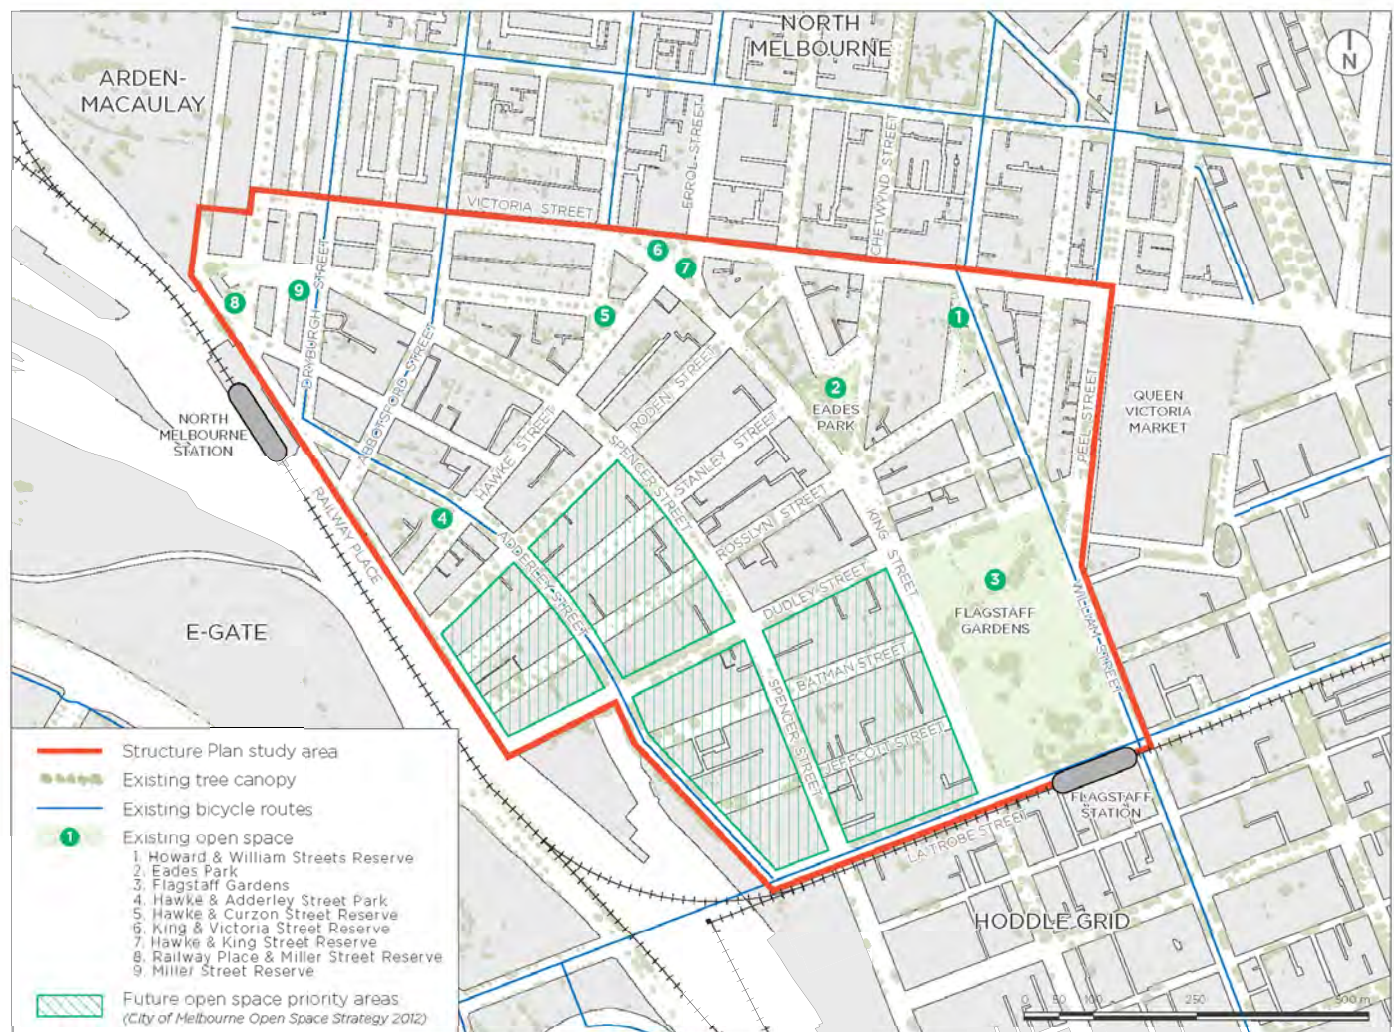 NORTH
MELBOURNE
N
ARDEN-
MACAULAY
ERROL STREET
CHETWYND STREET
VICTORIA STREET
6
7
DRYBURGH STREET
9
8
5
1
ABBOTSFORD STREET
RODEN STREET
2
EADES
PARK
PEEL STREET
QUEEN
VICTORIA
MARKET
NORTH
MELBOURNE
STATION
HAWKE STREET
SPENCER STREET
STANLEY STREET
ROSSLYN STREET
KING STREET
RAILWAY PLACE
4
ADDERLEY STREET
DUDLEY STREET
3
FLAGSTAFF
GARDENS
WILLIAM STREET
E-GATE
BATMAN STREET
SPENCER STREET
JEFFCOTT STREET
FLAGSTAFF
STATION
LA TROBE STREET
HODDLE GRID
Structure Plan study area
Existing tree canopy
Existing bicycle routes
1 Existing open space
1. Howard & William Streets Reserve
2. Eades Park
3. Flagstaff Gardens
4. Hawke & Adderley Street Park
5. Hawke & Curzon Street Reserve
6. King & Victoria Street Reserve
7. Hawke & King Street Reserve
8. Railway Place & Miller Street Reserve
9. Miller Street Reserve
Future open space priority areas
(City of Melbourne Open Space Strategy 2012)
0 50 100 250 500 m